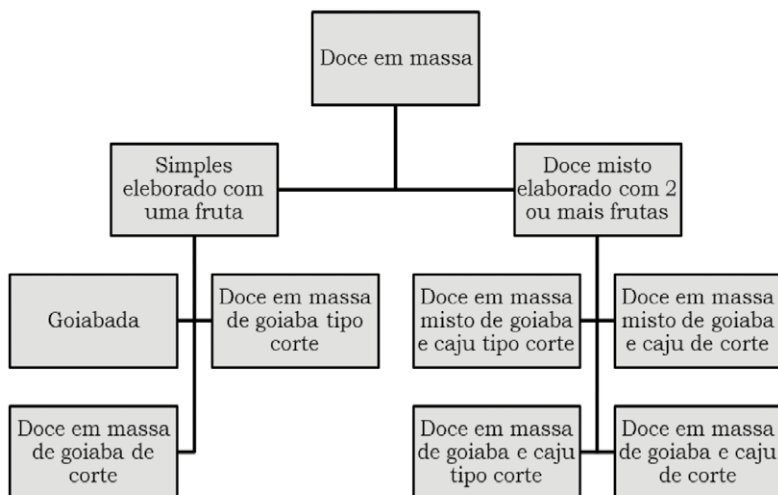 Doce em massa
Simples
eleborado com
uma fruta
Doce misto
elaborado com 2
ou mais frutas
Goiabada
Doce em massa
de goiaba tipo
corte
Doce em massa
misto de goiaba
e caju tipo corte
Doce em massa
misto de goiaba
e caju de corte
Doce em massa
de goiaba de
corte
Doce em massa
de goiaba e caju
tipo corte
Doce em massa
de goiaba e caju
de corte